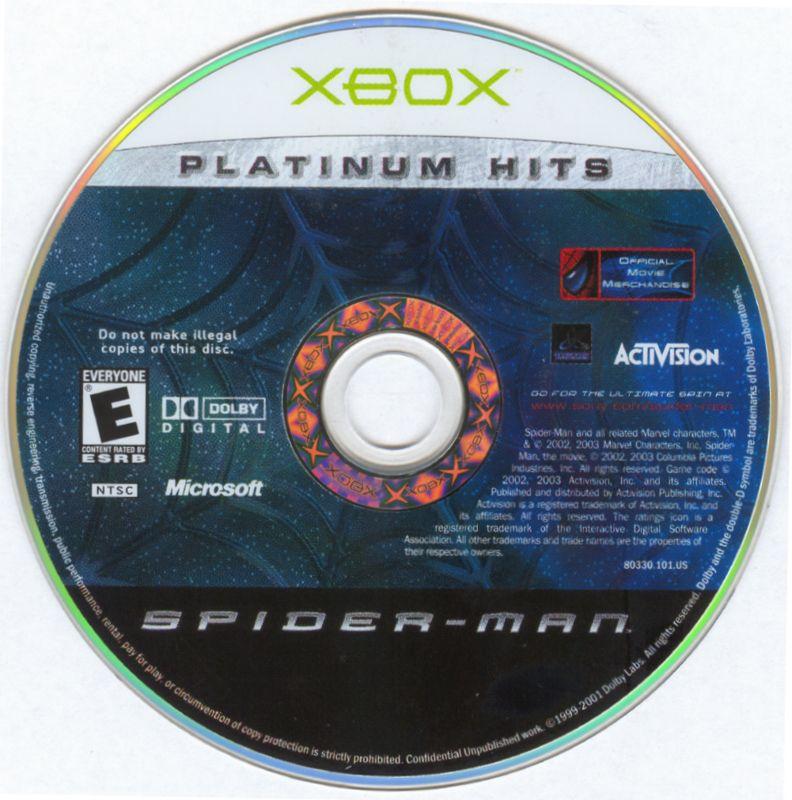 XBOX™
PLATINUM HITS
OFFICIAL
MOVIE
MERCHANDISE
Do not make illegal
copies of this disc.
EVERYONE
E®
CONTENT RATED BY
ESRB
DOLBY
DIGITAL
NTSC
Microsoft
ACTIVISION
GO FOR THE ULTIMATE SPIN AT
www.sony.com/spider-man
Spider-Man and all related Marvel characters, TM
& © 2002, 2003 Marvel Characters, Inc. Spider-
Man, the movie, © 2002, 2003 Columbia Pictures
Industries, Inc. All rights reserved. Game code ©
2002, 2003 Activision, Inc. and its affiliates.
Published and distributed by Activision Publishing, Inc.
Activision is a registered trademark of Activision, Inc. and
its affiliates. All rights reserved. The ratings icon is a
registered trademark of the Interactive Digital Software
Association. All other trademarks and trade names are the properties of
their respective owners.
80330.101.US
SPIDER-MAN™
Unauthorized copying, reverse engineering, transmission, public performance, rental, pay for play, or circumvention of copy protection is strictly prohibited. Confidential Unpublished work. ©1999-2001 Dolby Labs. All rights reserved. Dolby and the double-D symbol are trademarks of Dolby Laboratories.